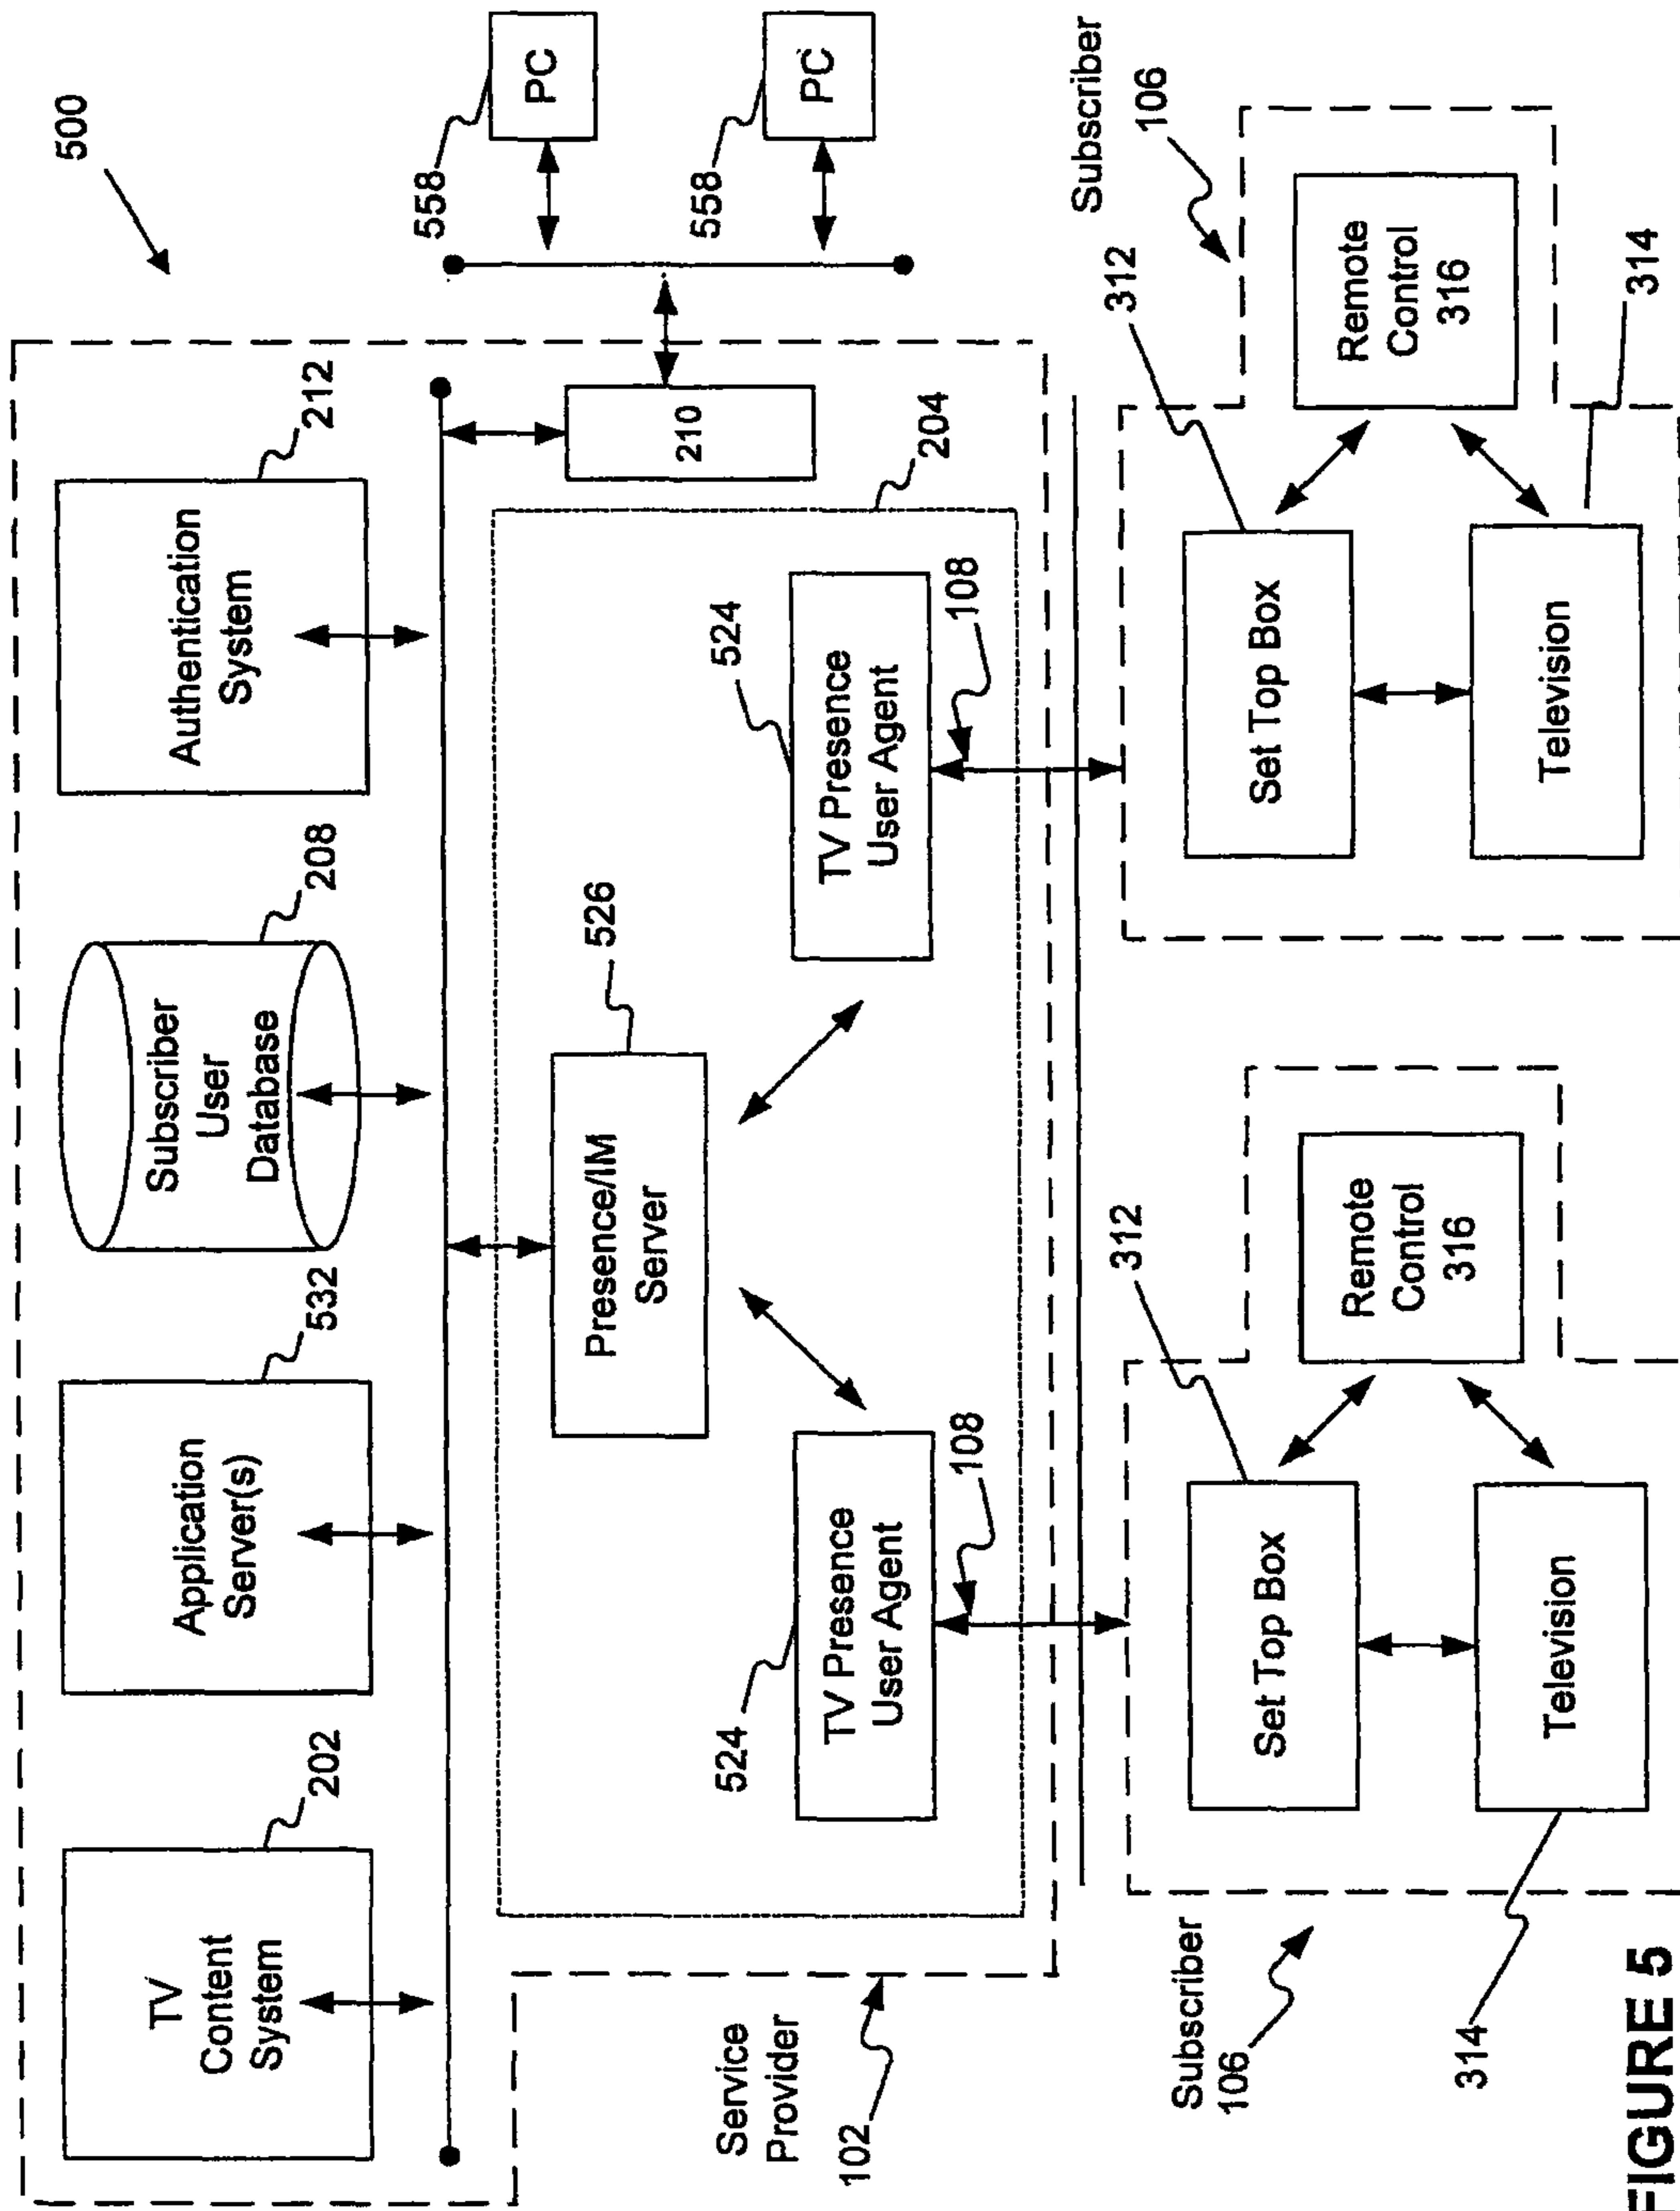 500
TV
Content
System
202
Application
Server(s)
532
Subscriber
User
Database
208
Authentication
System
212
210
PC
558
PC
558
Presence/IM
Server
526
204
TV Presence
User Agent
524
108
TV Presence
User Agent
524
108
Service
Provider
102
Subscriber
106
Set Top Box
312
Television
314
Remote
Control
316
Subscriber
106
Set Top Box
312
Television
314
Remote
Control
316
FIGURE 5